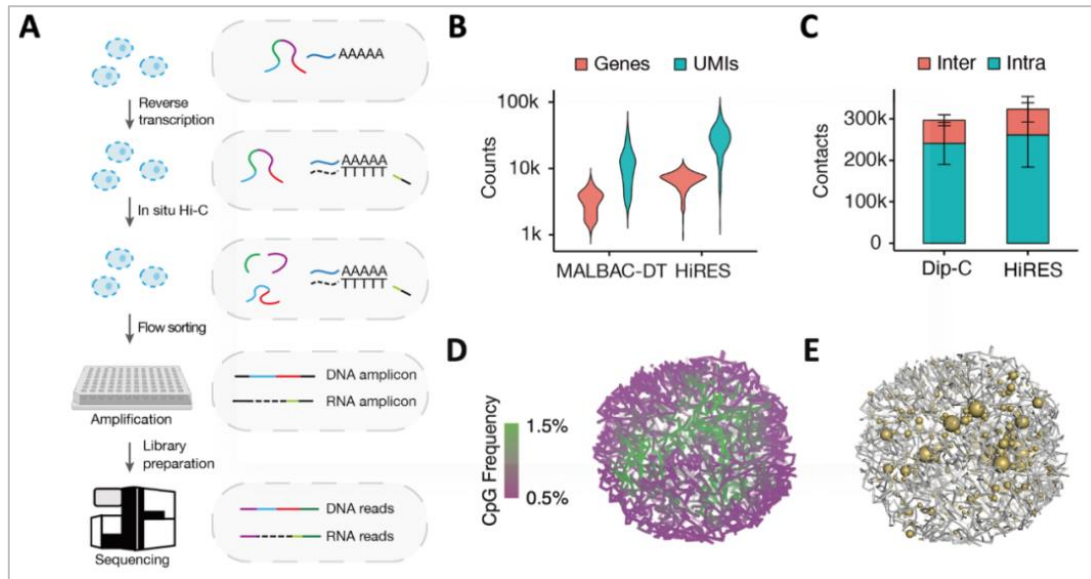 A
AAAAA
Reverse
transcription
AAAAA
TTTTT
In situ Hi-C
AAAAA
TTTTT
Flow sorting
DNA amplicon
RNA amplicon
Amplification
Library
preparation
DNA reads
RNA reads
Sequencing
B
Genes UMIs
Counts
100k
10k
1k
MALBAC-DT HiRES
C
Inter Intra
Contacts
300k
200k
100k
0
Dip-C HiRES
D
CpG Frequency
1.5%
0.5%
E